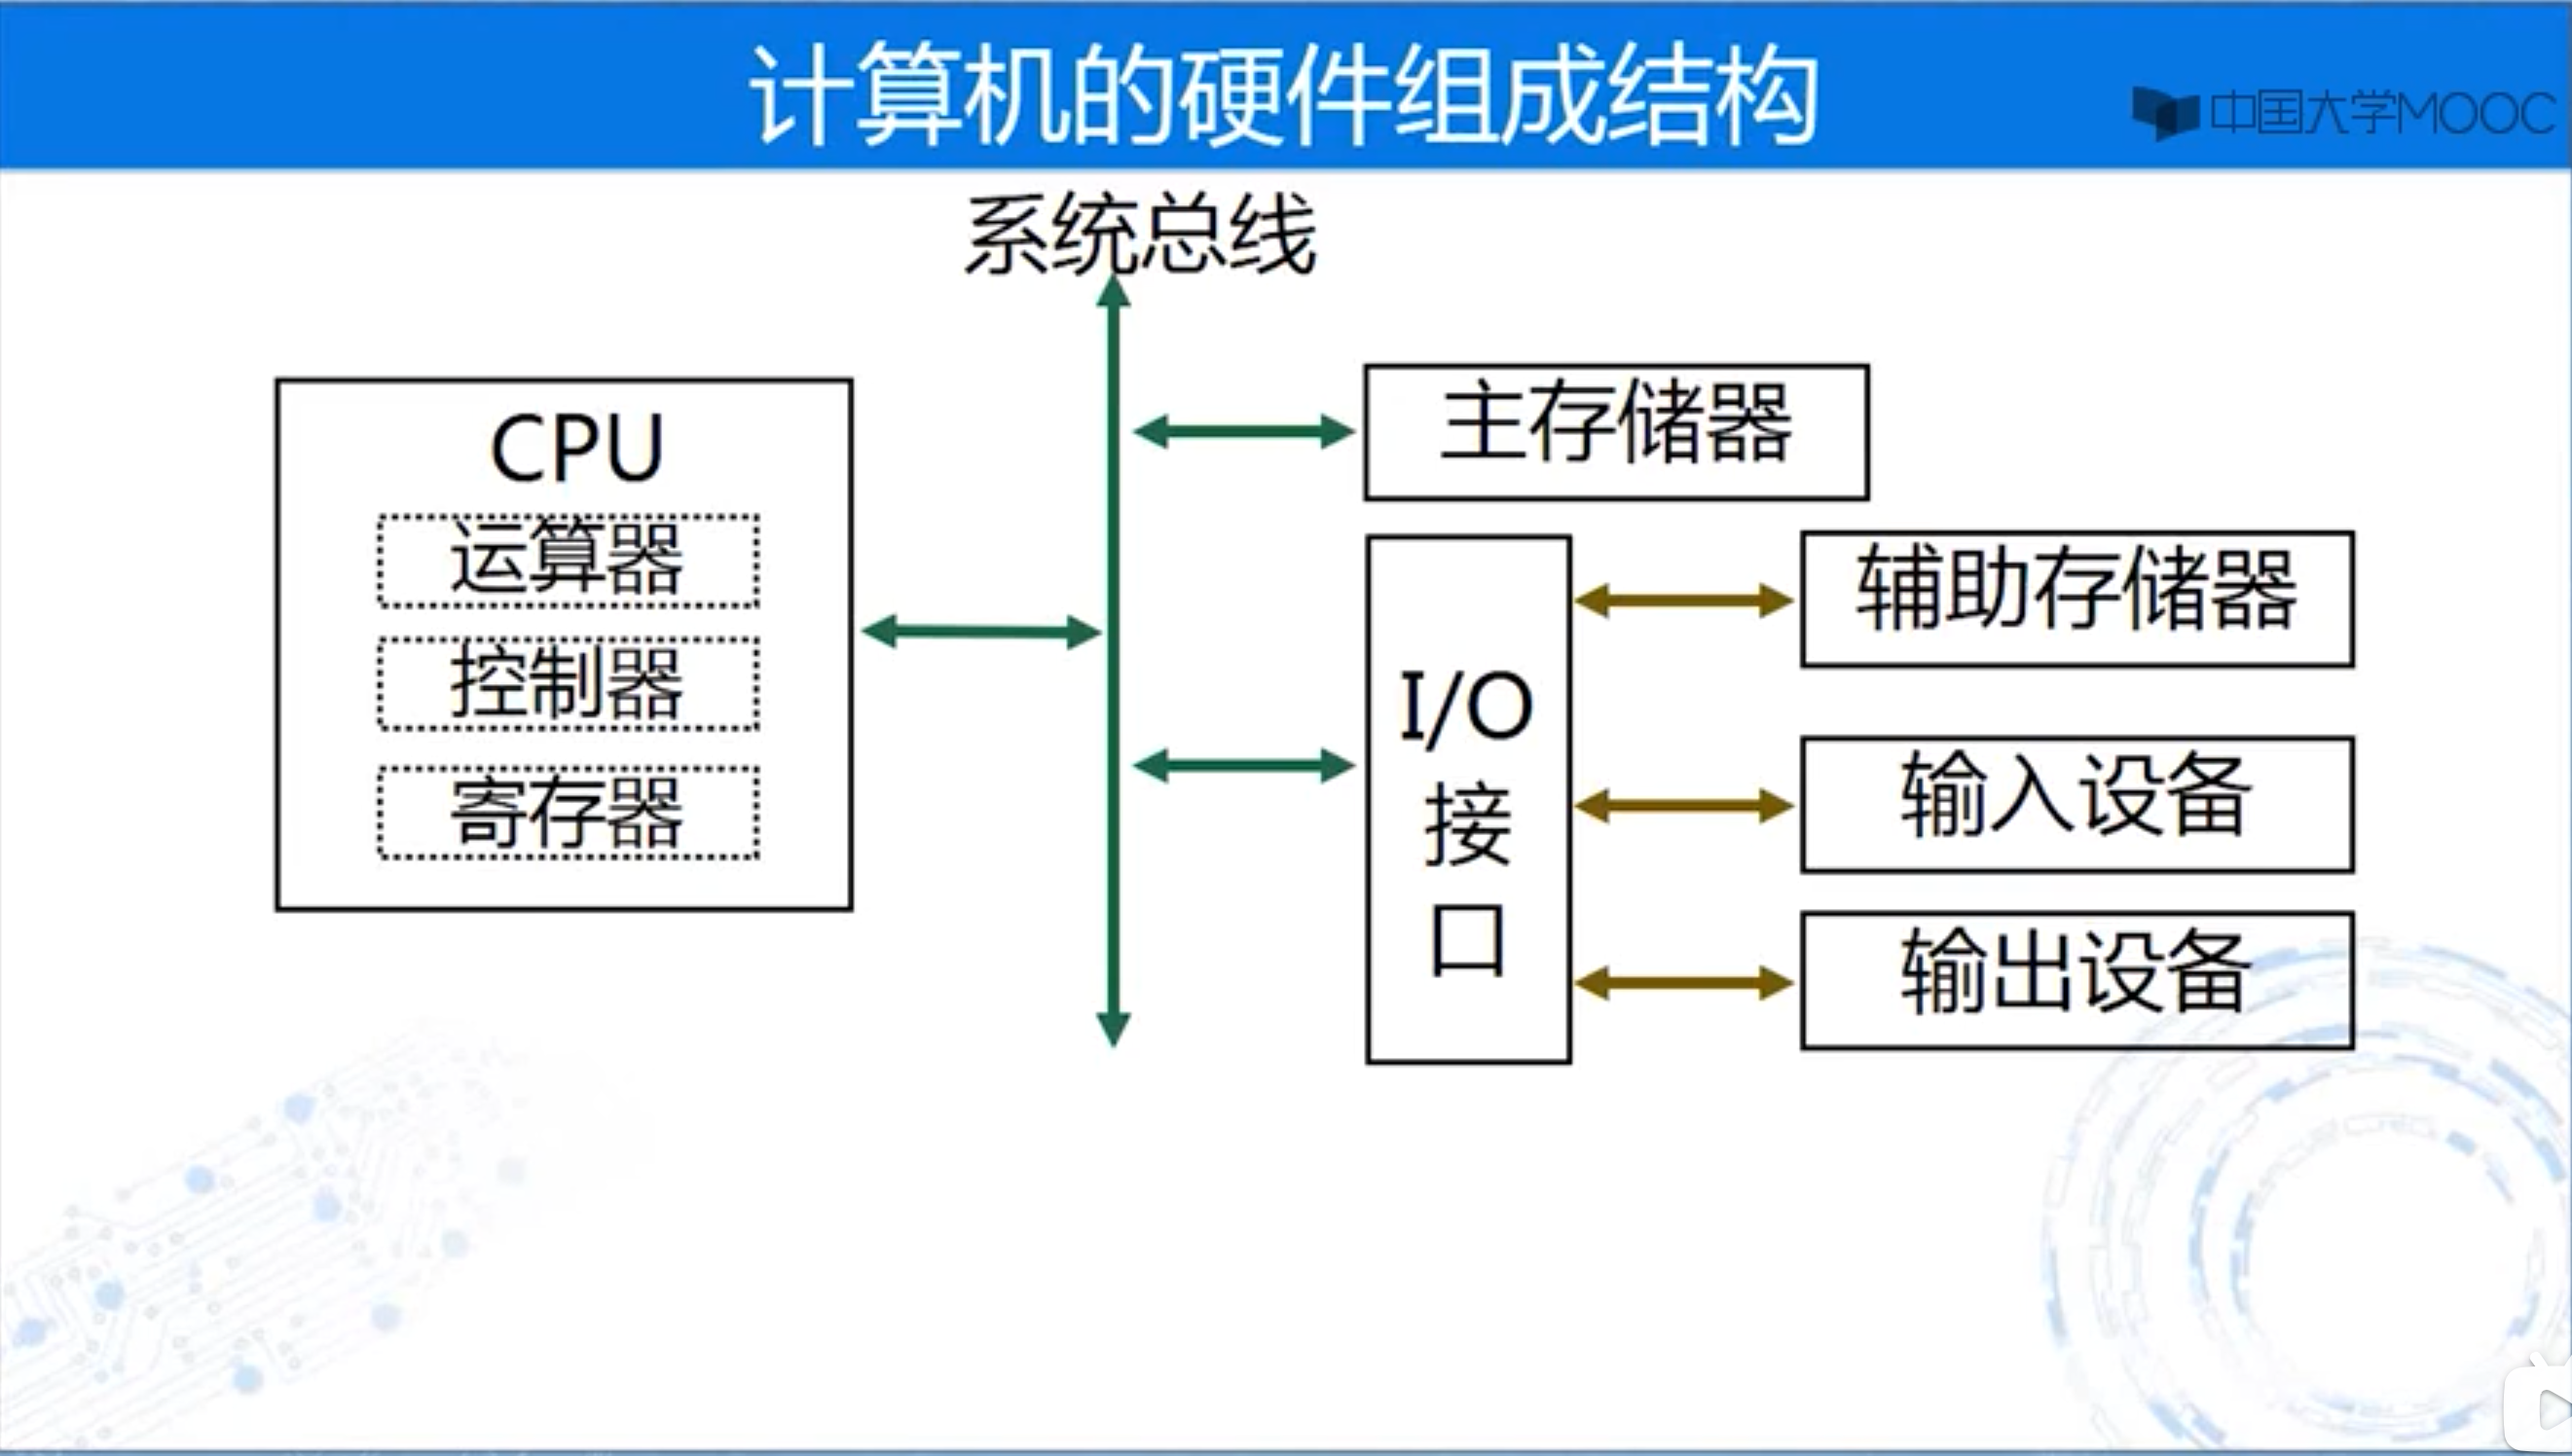 计算机的硬件组成结构
中国大学MOOC
系统总线
CPU
运算器
控制器
寄存器
主存储器
I/O
接
口
辅助存储器
输入设备
输出设备